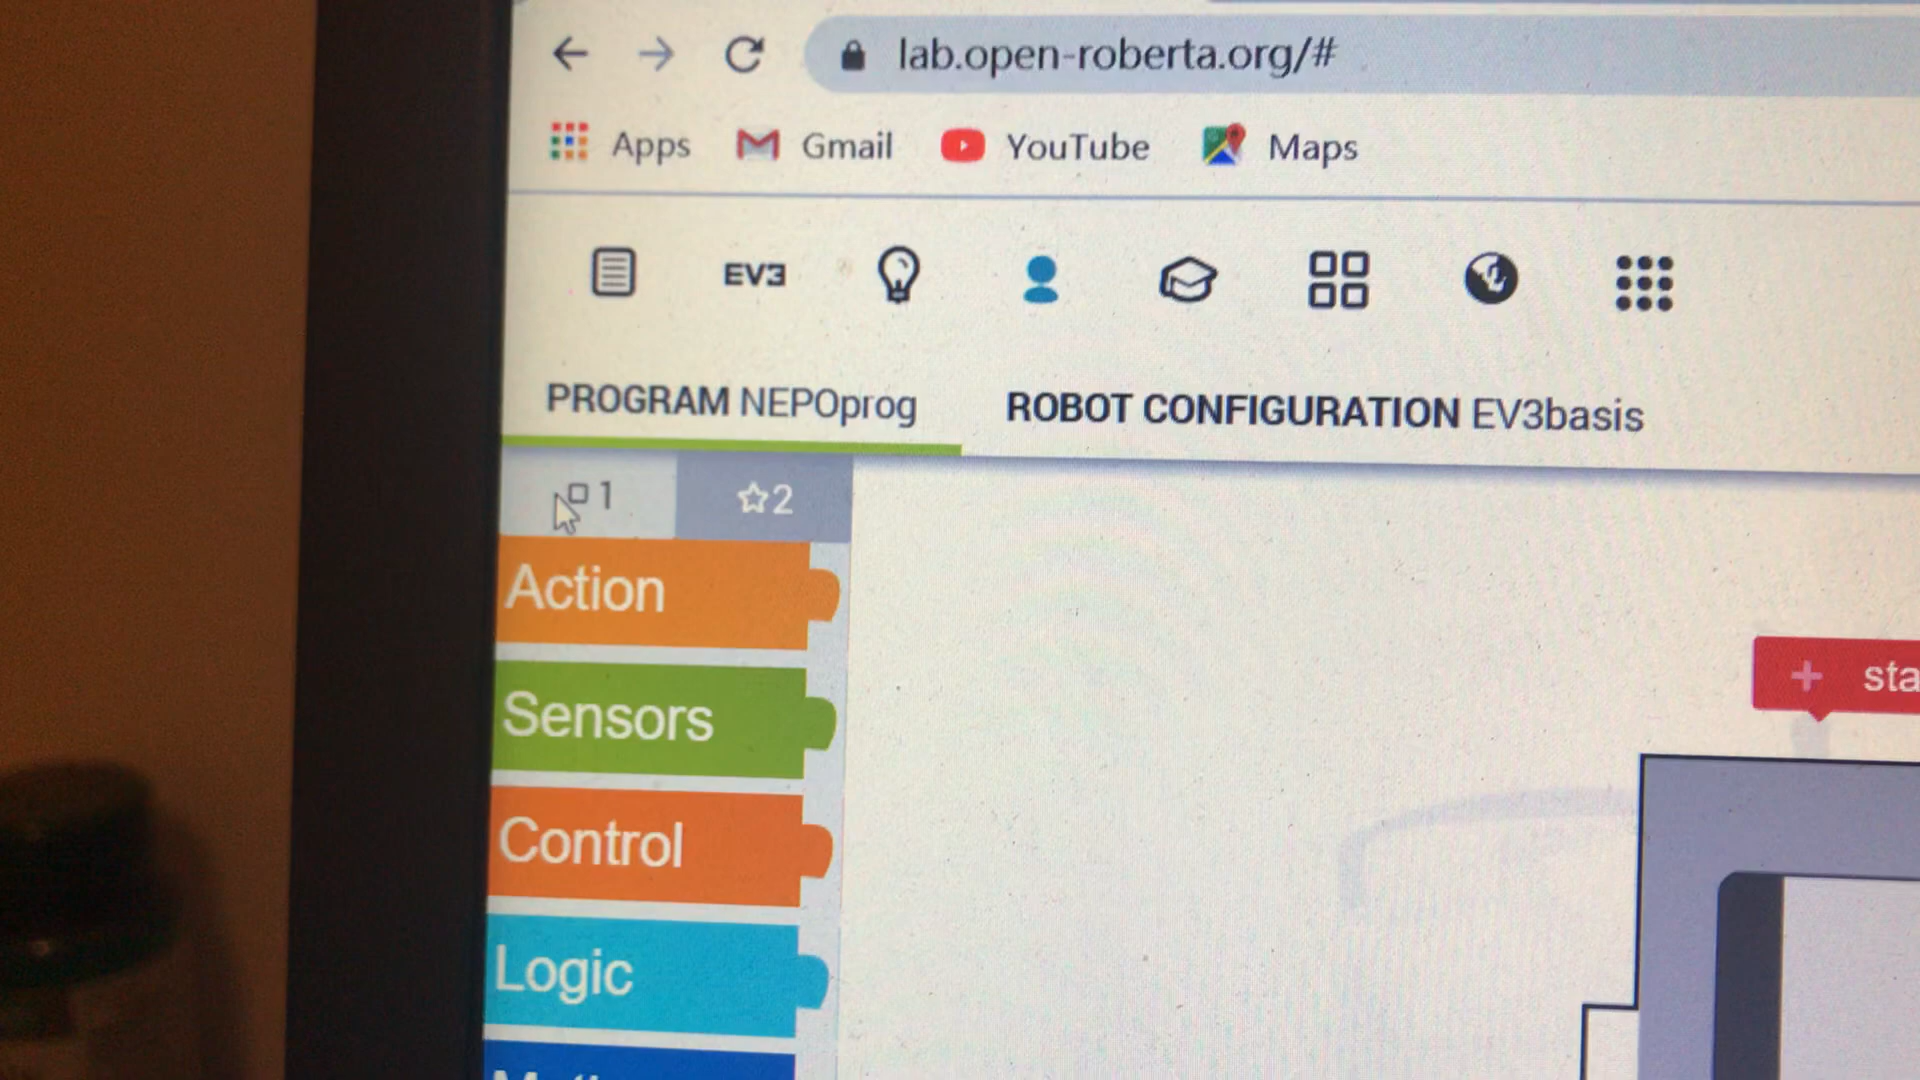 lab.open-roberta.org/#
Apps Gmail YouTube Maps
EV3
PROGRAM NEPOprog ROBOT CONFIGURATION EV3basis
1 2
Action
+ sta
Sensors
Control
Logic